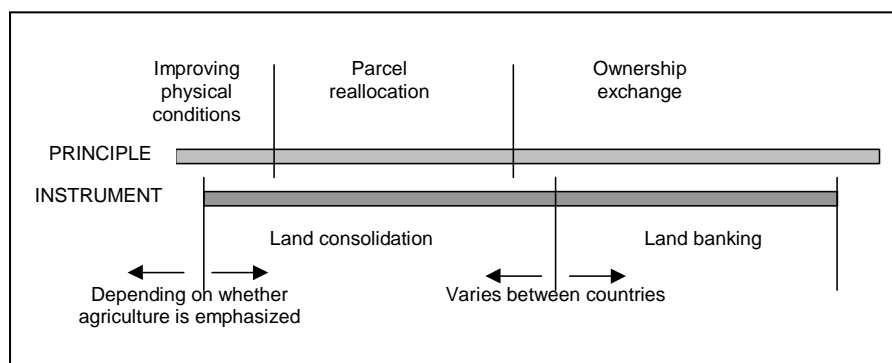 Improving
physical
conditions
Parcel
reallocation
Ownership
exchange
PRINCIPLE
INSTRUMENT
Land consolidation
Land banking
Depending on whether
agriculture is emphasized
Varies between countries